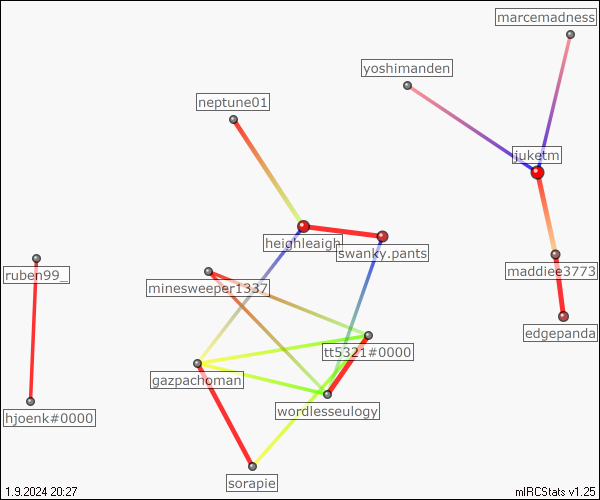 marcemadness
yoshimanden
neptune01
juketm
heighleaigh
swanky.pants
ruben99_
maddiee3773
minesweeper1337
edgepanda
tt5321#0000
gazpachoman
wordlesseulogy
hjoenk#0000
sorapie
1.9.2024 20:27
mIRCStats v1.25